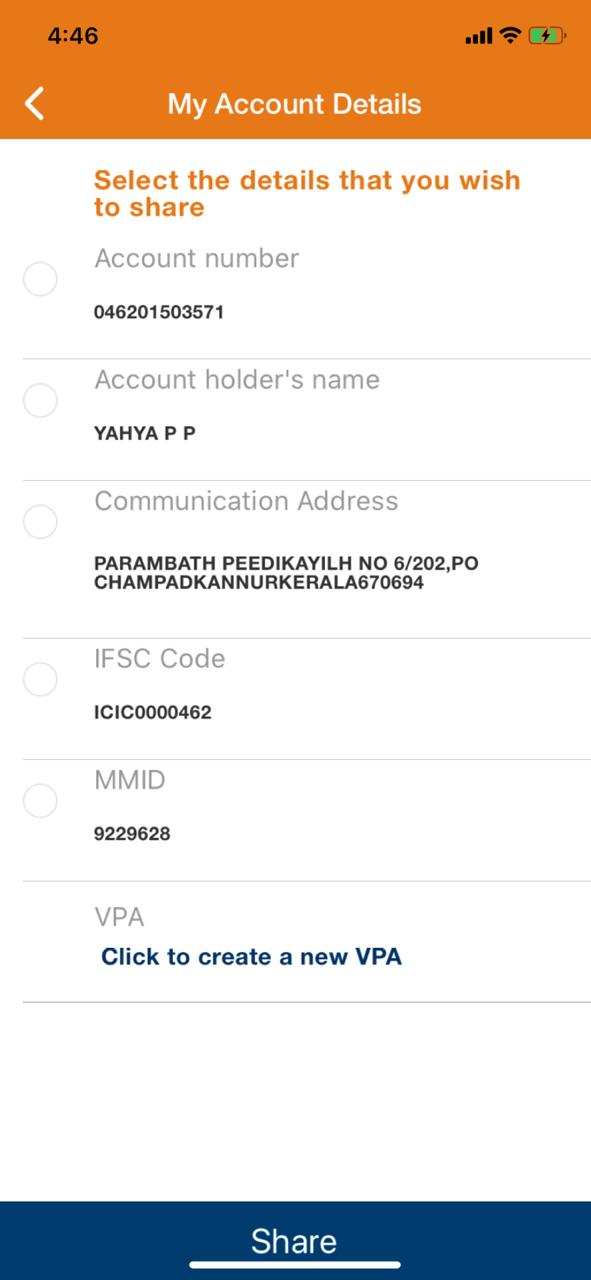 4:46
My Account Details
Select the details that you wish
to share
Account number
046201503571
Account holder's name
YAHYA P P
Communication Address
PARAMBATH PEEDIKAYILH NO 6/202,PO
CHAMPADKANNURKERALA670694
IFSC Code
ICIC0000462
MMID
9229628
VPA
Click to create a new VPA
Share